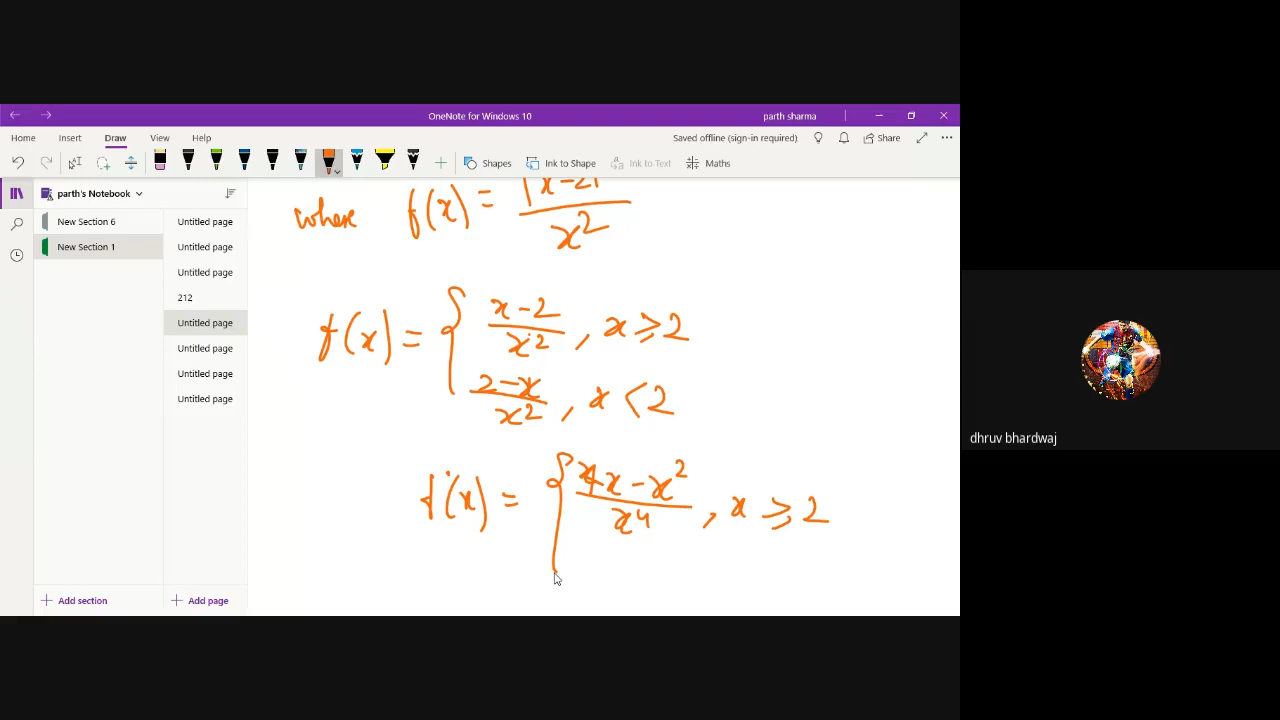 OneNote for Windows 10
parth sharma
Home Insert Draw View Help
Saved offline (sign-in required)
Share
Shapes Ink to Shape Ink to Text Maths
parth's Notebook
New Section 6
New Section 1
Untitled page
Untitled page
Untitled page
212
Untitled page
Untitled page
Untitled page
Untitled page
where f(x) = |x-2| / x²
f(x) = { x-2 / x² , x ≥ 2
2-x / x² , x < 2
f'(x) = { 4x - x² / x⁴ , x ≥ 2
Add section
Add page
dhruv bhardwaj